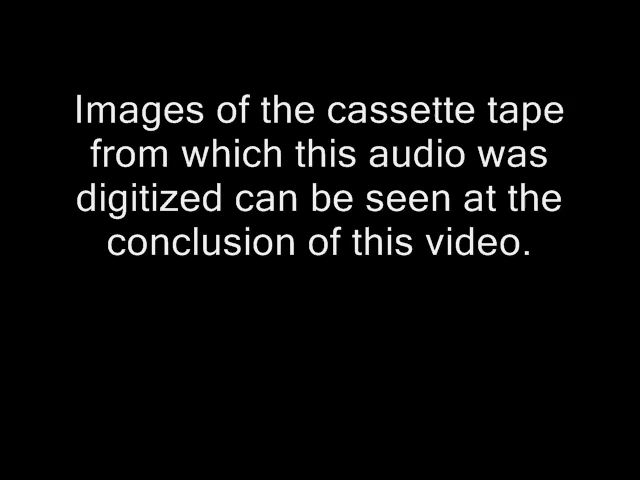 Images of the cassette tape
from which this audio was
digitized can be seen at the
conclusion of this video.